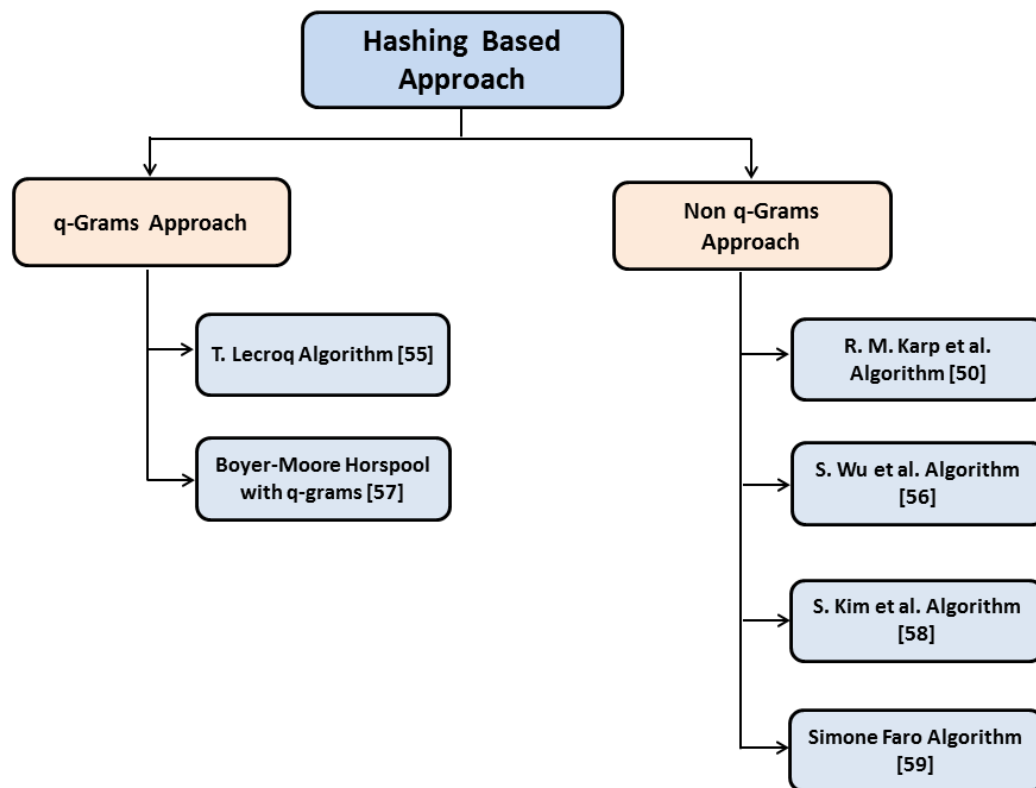 Hashing Based
Approach
q-Grams Approach
Non q-Grams
Approach
T. Lecroq Algorithm [55]
Boyer-Moore Horspool
with q-grams [57]
R. M. Karp et al.
Algorithm [50]
S. Wu et al. Algorithm
[56]
S. Kim et al. Algorithm
[58]
Simone Faro Algorithm
[59]